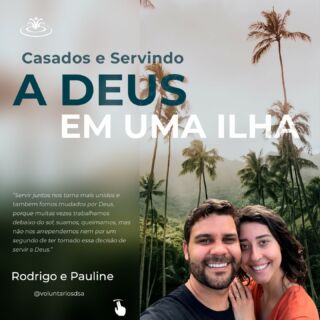 Casados e Servindo
A DEUS
EM UMA ILHA
"Servir juntos nos torna mais unidos e
também fomos mudados por Deus,
porque muitas vezes trabalhamos
debaixo do sol, suamos, queimamos, mas
não nos arrependemos nem por um
segundo de ter tomado essa decisão de
servir a Deus."
Rodrigo e Pauline
@voluntariosdsa